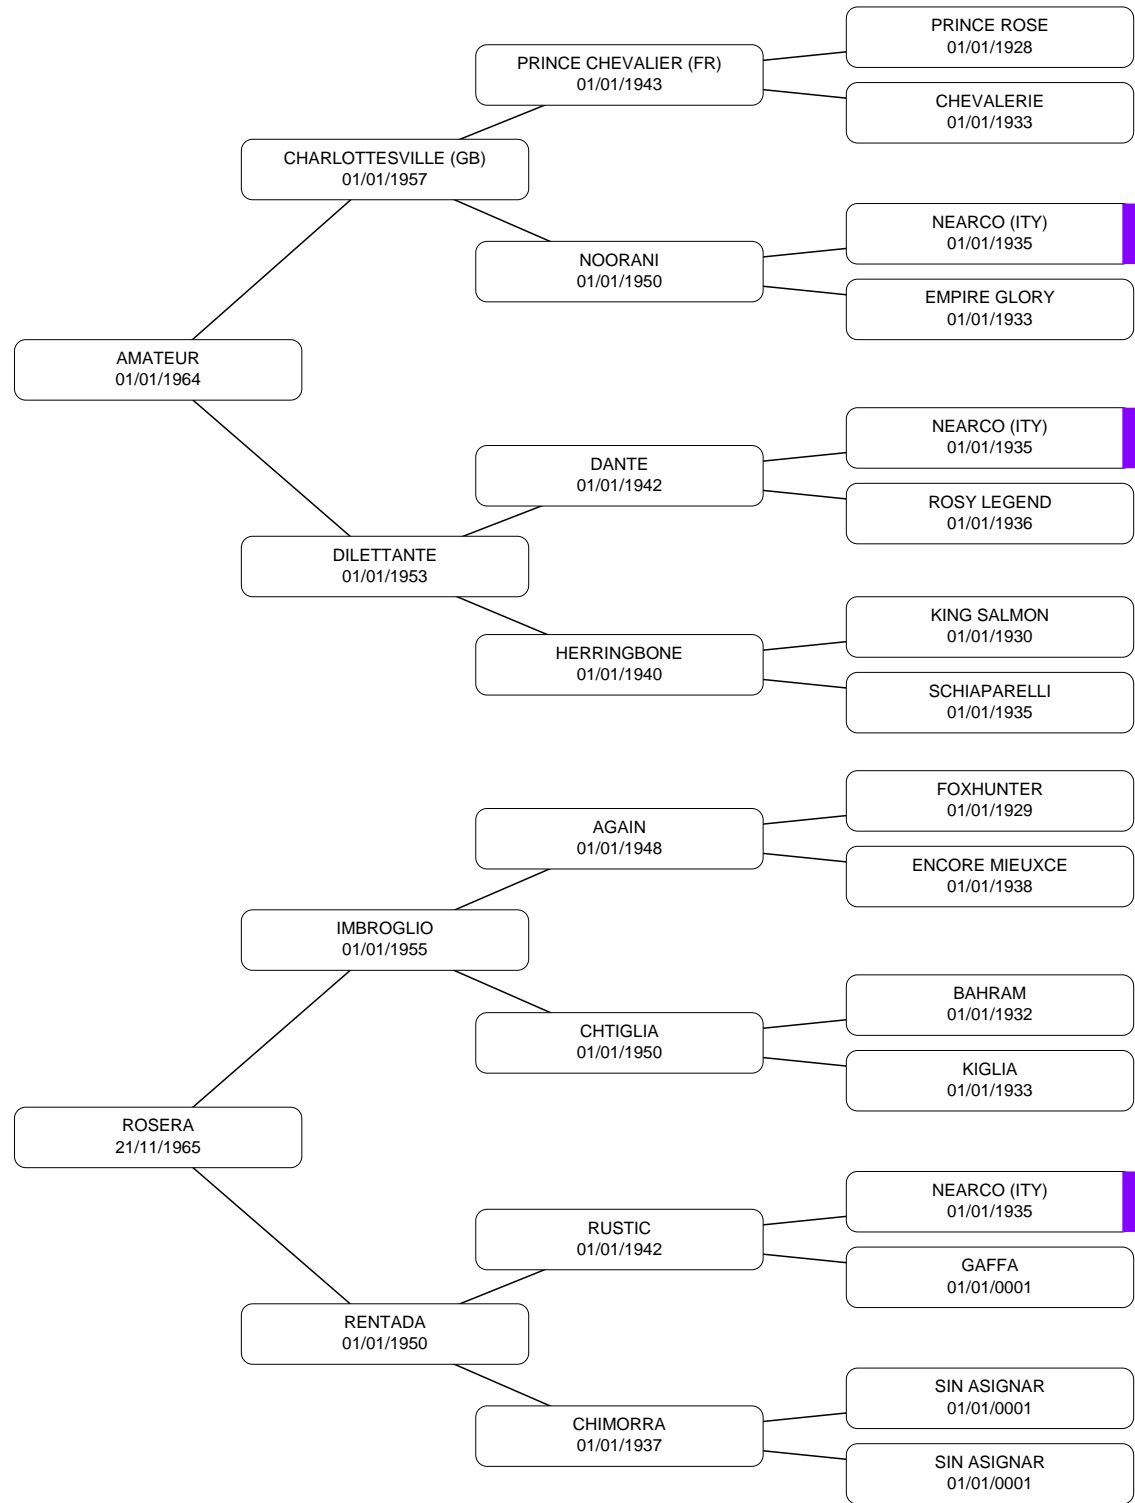 PRINCE ROSE
01/01/1928
PRINCE CHEVALIER (FR)
01/01/1943
CHEVALERIE
01/01/1933
CHARLOTTESVILLE (GB)
01/01/1957
NEARCO (ITY)
01/01/1935
NOORANI
01/01/1950
EMPIRE GLORY
01/01/1933
AMATEUR
01/01/1964
NEARCO (ITY)
01/01/1935
DANTE
01/01/1942
ROSY LEGEND
01/01/1936
DILETTANTE
01/01/1953
KING SALMON
01/01/1930
HERRINGBONE
01/01/1940
SCHIAPARELLI
01/01/1935
FOXHUNTER
01/01/1929
AGAIN
01/01/1948
ENCORE MIEUXCE
01/01/1938
IMBROGLIO
01/01/1955
BAHRAM
01/01/1932
CHTIGLIA
01/01/1950
KIGLIA
01/01/1933
ROSERA
21/11/1965
NEARCO (ITY)
01/01/1935
RUSTIC
01/01/1942
GAFFA
01/01/0001
RENTADA
01/01/1950
SIN ASIGNAR
01/01/0001
CHIMORRA
01/01/1937
SIN ASIGNAR
01/01/0001